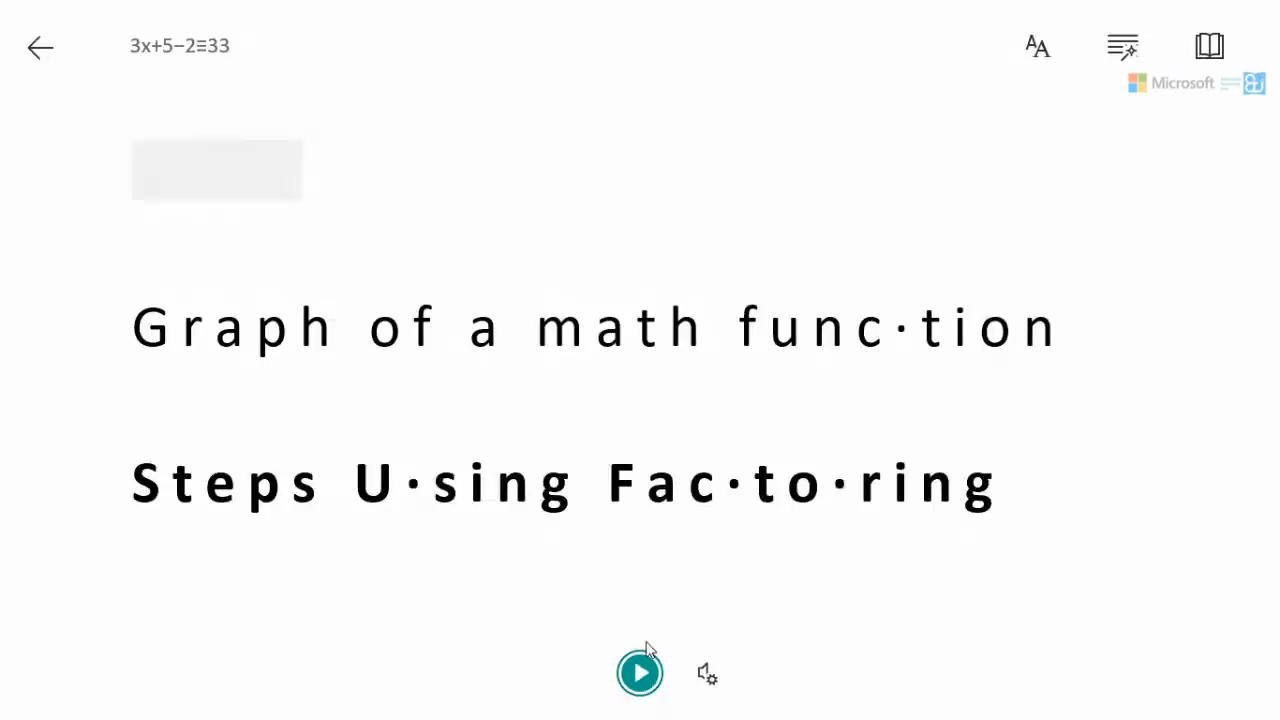 3x+5−2≡33
Microsoft
Graph of a math func·tion
Steps U·sing Fac·to·ring